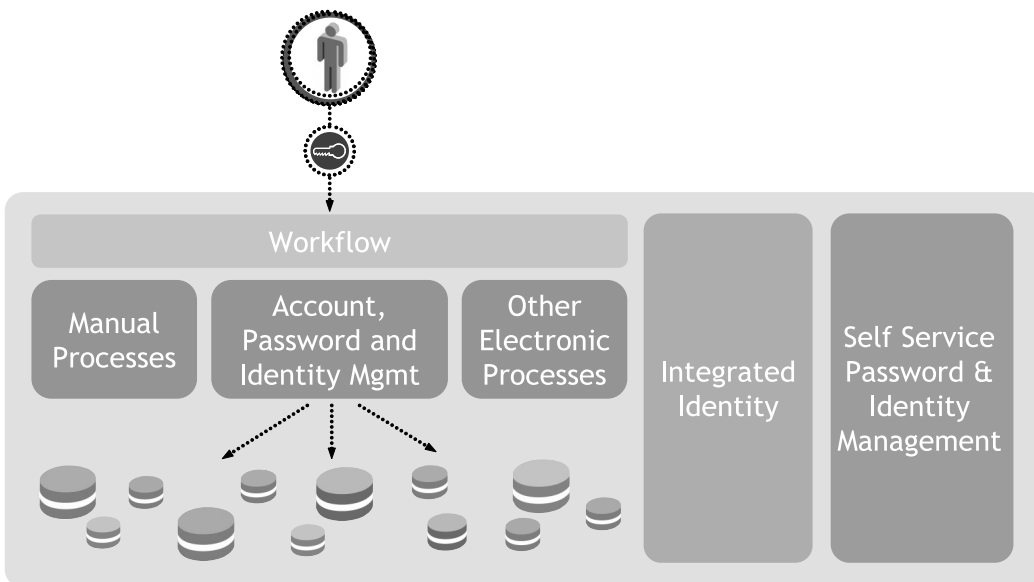 Workflow
Manual
Processes
Account,
Password and
Identity Mgmt
Other
Electronic
Processes
Integrated
Identity
Self Service
Password &
Identity
Management